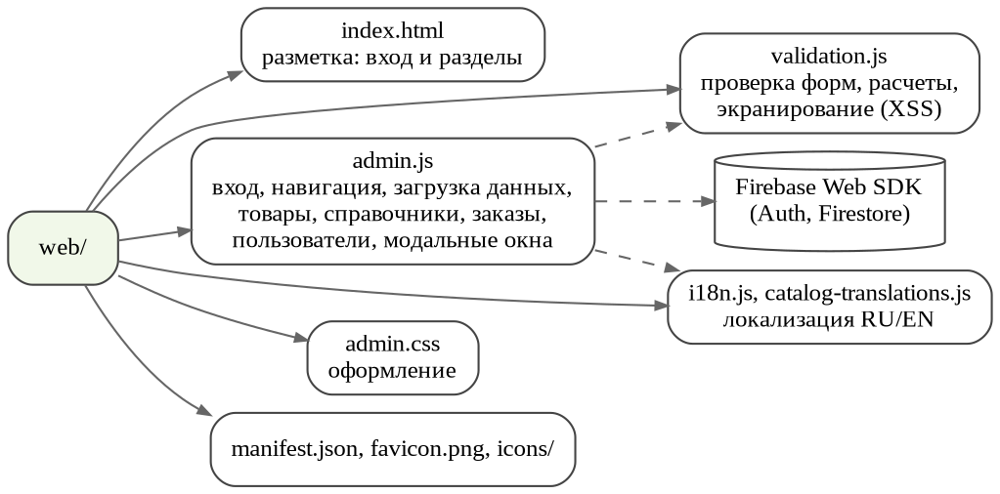 web/
index.html
разметка: вход и разделы
admin.js
вход, навигация, загрузка данных,
товары, справочники, заказы,
пользователи, модальные окна
admin.css
оформление
manifest.json, favicon.png, icons/
validation.js
проверка форм, расчеты,
экранирование (XSS)
Firebase Web SDK
(Auth, Firestore)
i18n.js, catalog-translations.js
локализация RU/EN